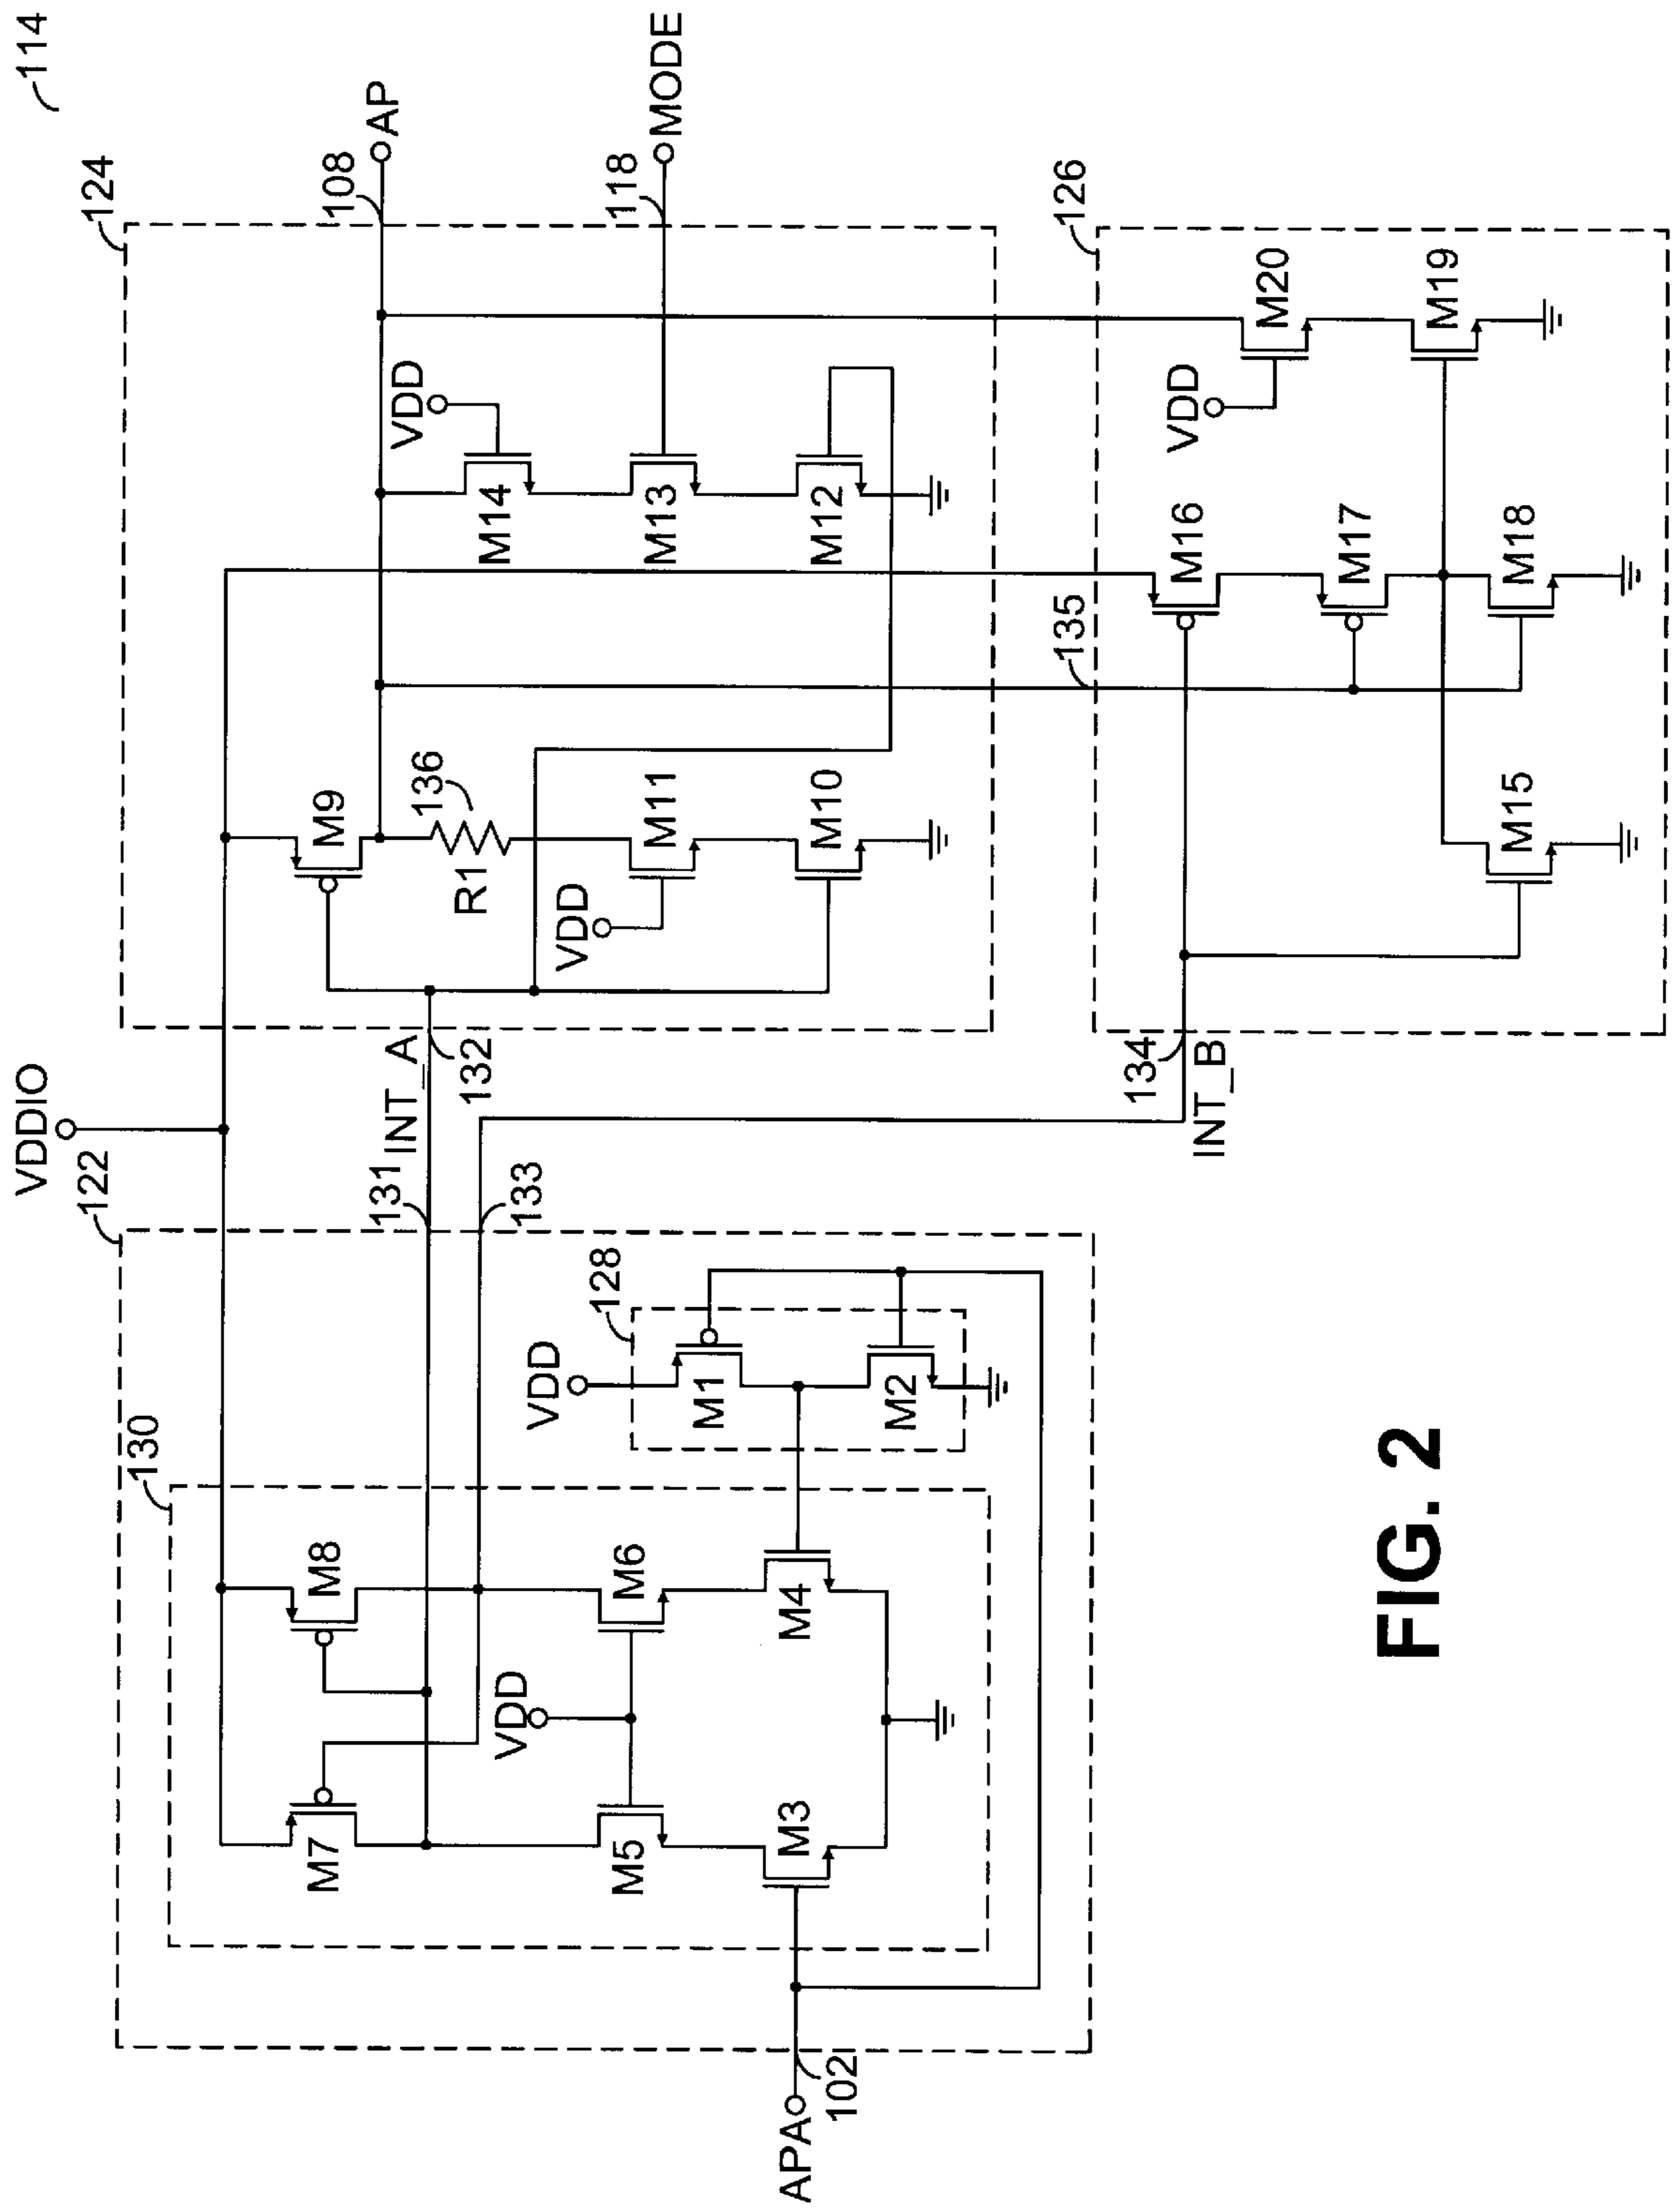 114
VDDIO
122
124
AP
108
MODE
118
130
M7
M8
131
INT_A
132
133
M9
R1
136
VDD
M11
M10
VDD
M14
M13
M12
VDD
M5
M6
M3
M4
VDD
128
M1
M2
APA
102
134
INT_B
135
126
M16
M17
M18
M15
VDD
M20
M19
FIG. 2